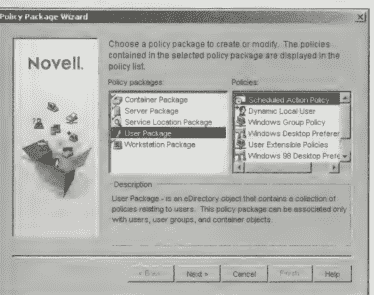 Policy Package Wizard
Novell.
Choose a policy package to create or modify. The policies
contained in the selected policy package are displayed in the
policy list.
Policy packages:
Policies:
Container Package
Server Package
Service Location Package
User Package
Workstation Package
Scheduled Action Policy
Dynamic Local User
Windows Group Policy
Windows Desktop Preferer
User Extensible Policies
Windows 98 Desktop Prefe
Description
User Package - is an eDirectory object that contains a collection of
policies relating to users. This policy package can be associated only
with users, user groups, and container objects.
< Back
Next >
Cancel
Finish
Help